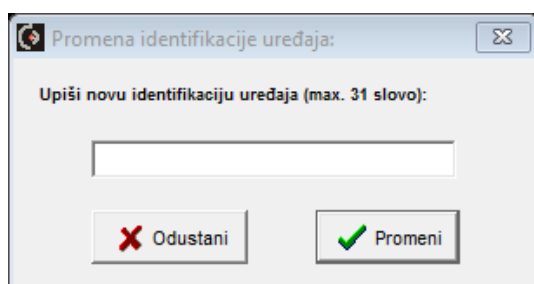 Promena identifikacije uređaja:
Upiši novu identifikaciju uređaja (max. 31 slovo):
Odustani
Promeni